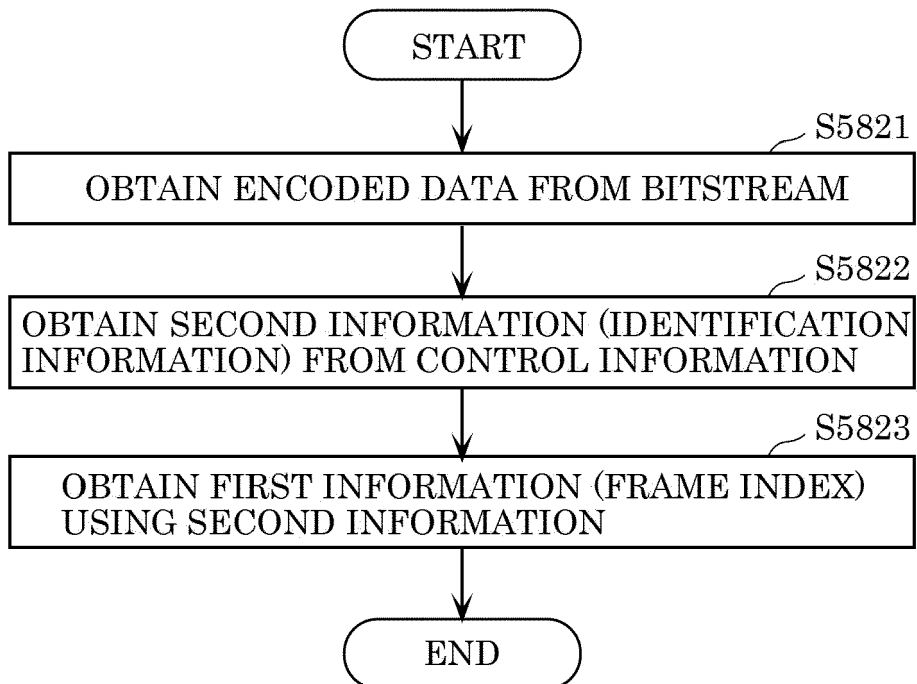 START
S5821
OBTAIN ENCODED DATA FROM BITSTREAM
S5822
OBTAIN SECOND INFORMATION (IDENTIFICATION
INFORMATION) FROM CONTROL INFORMATION
S5823
OBTAIN FIRST INFORMATION (FRAME INDEX)
USING SECOND INFORMATION
END